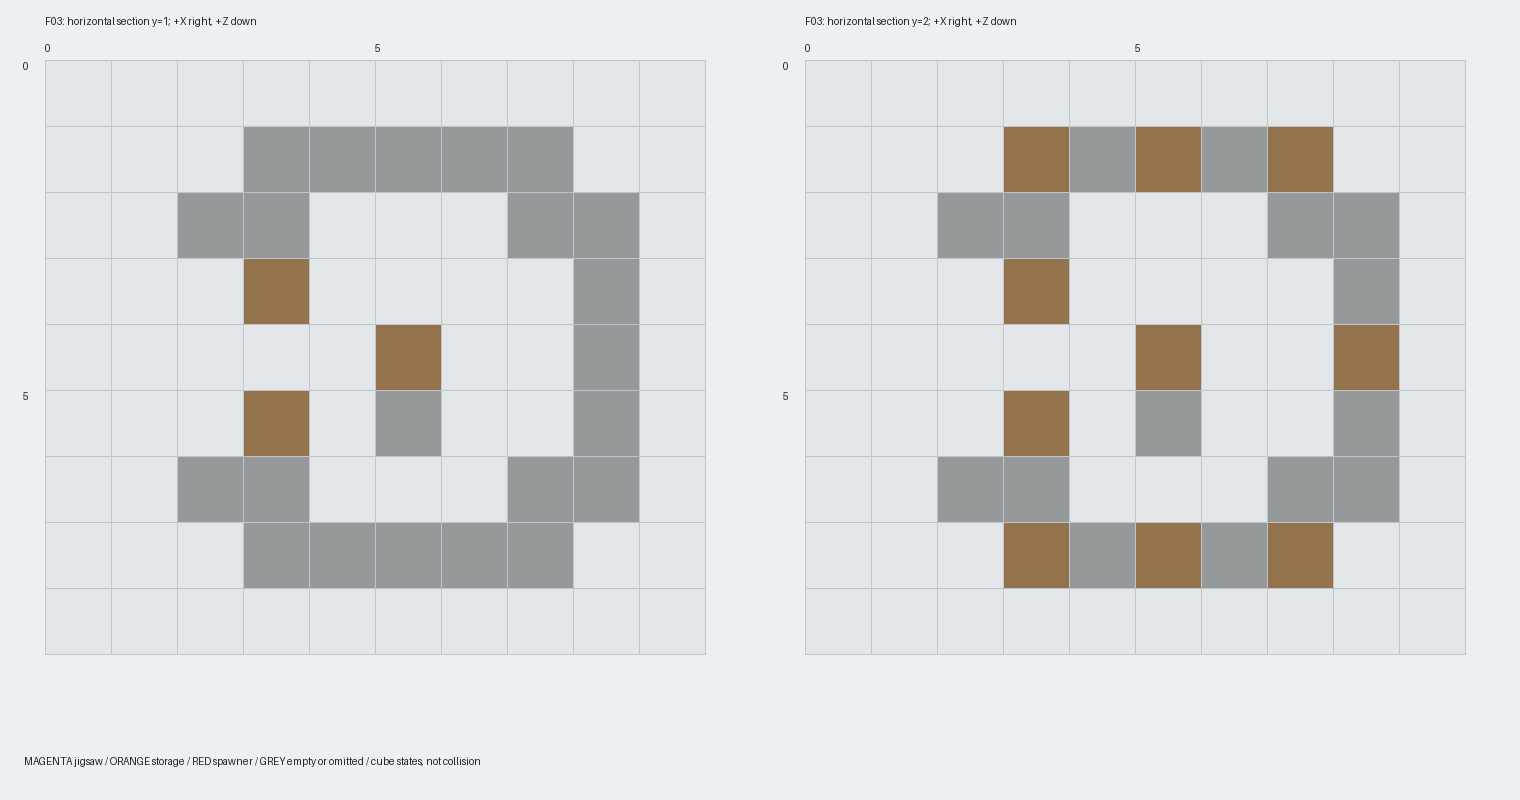 F03: horizontal section y=1; +X right, +Z down
F03: horizontal section y=2; +X right, +Z down
0 5
0 5
0
0
5
5
MAGENTA jigsaw / ORANGE storage / RED spawner / GREY empty or omitted / cube states, not collision